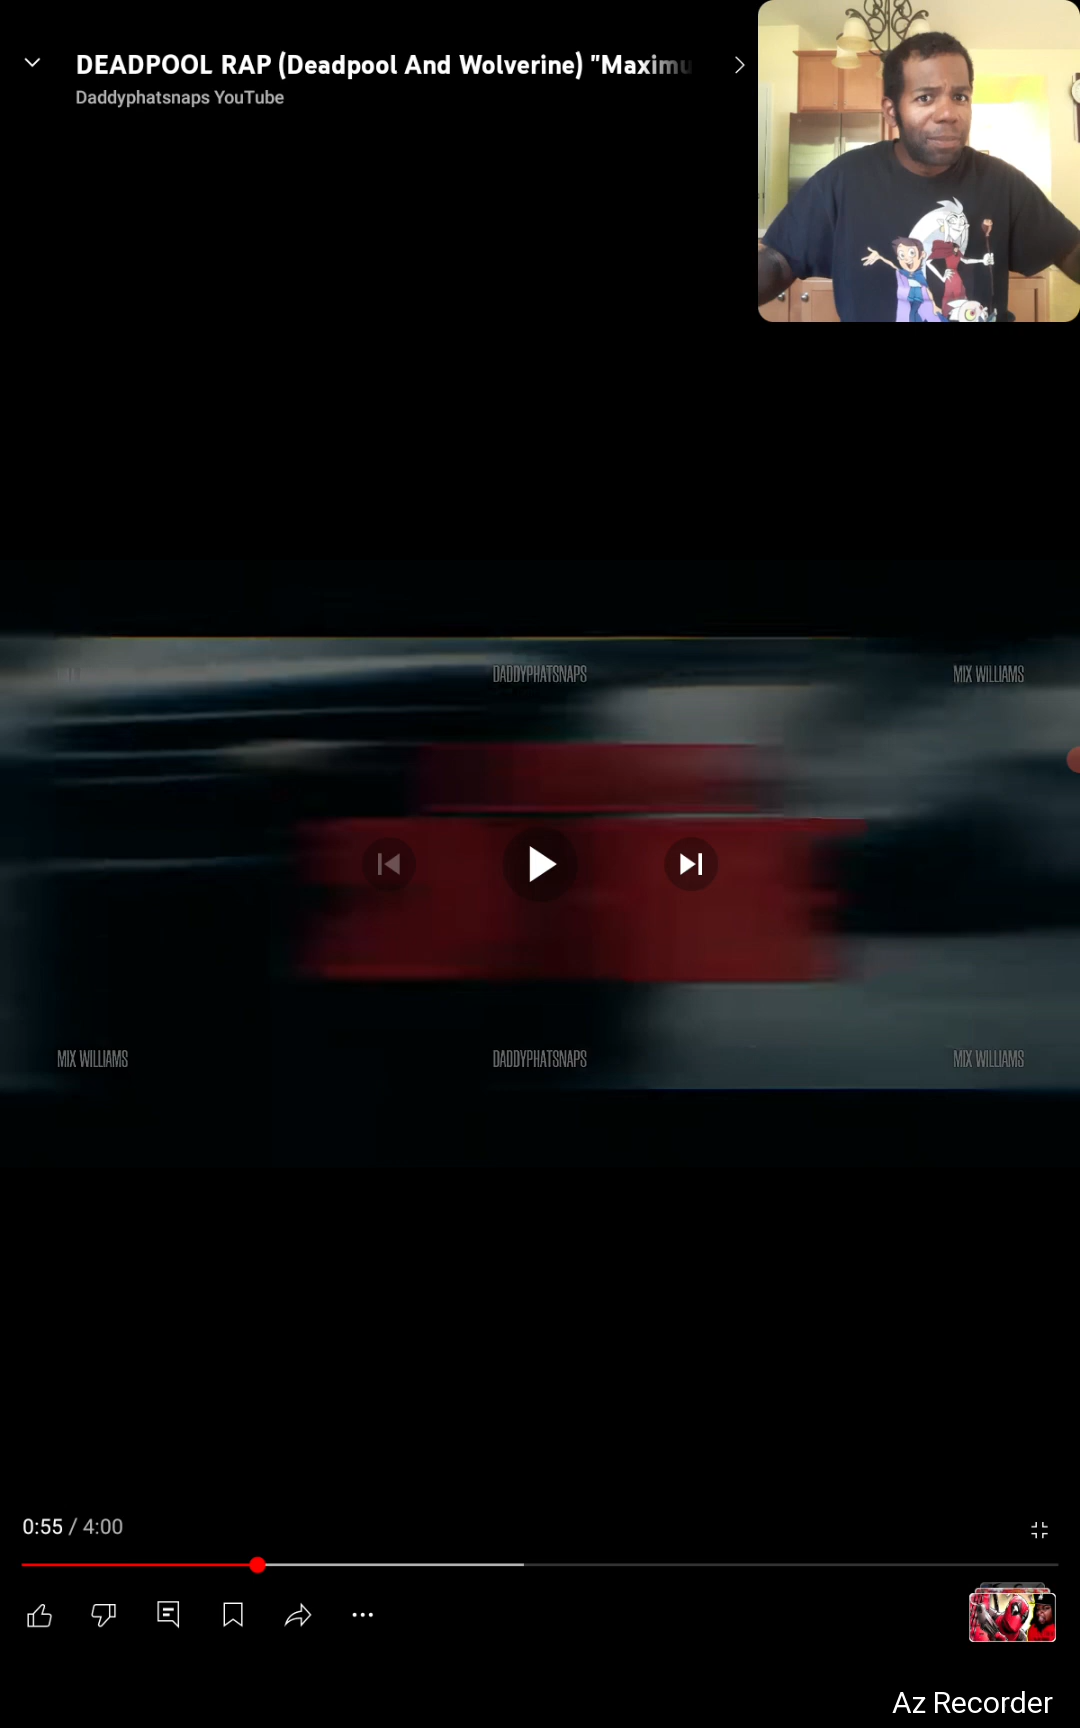 DEADPOOL RAP (Deadpool And Wolverine) "Maximu
Daddyphatsnaps YouTube
DADDYPHATSNAPS
MIX WILLIAMS
MIX WILLIAMS
DADDYPHATSNAPS
MIX WILLIAMS
0:55 / 4:00
Az Recorder